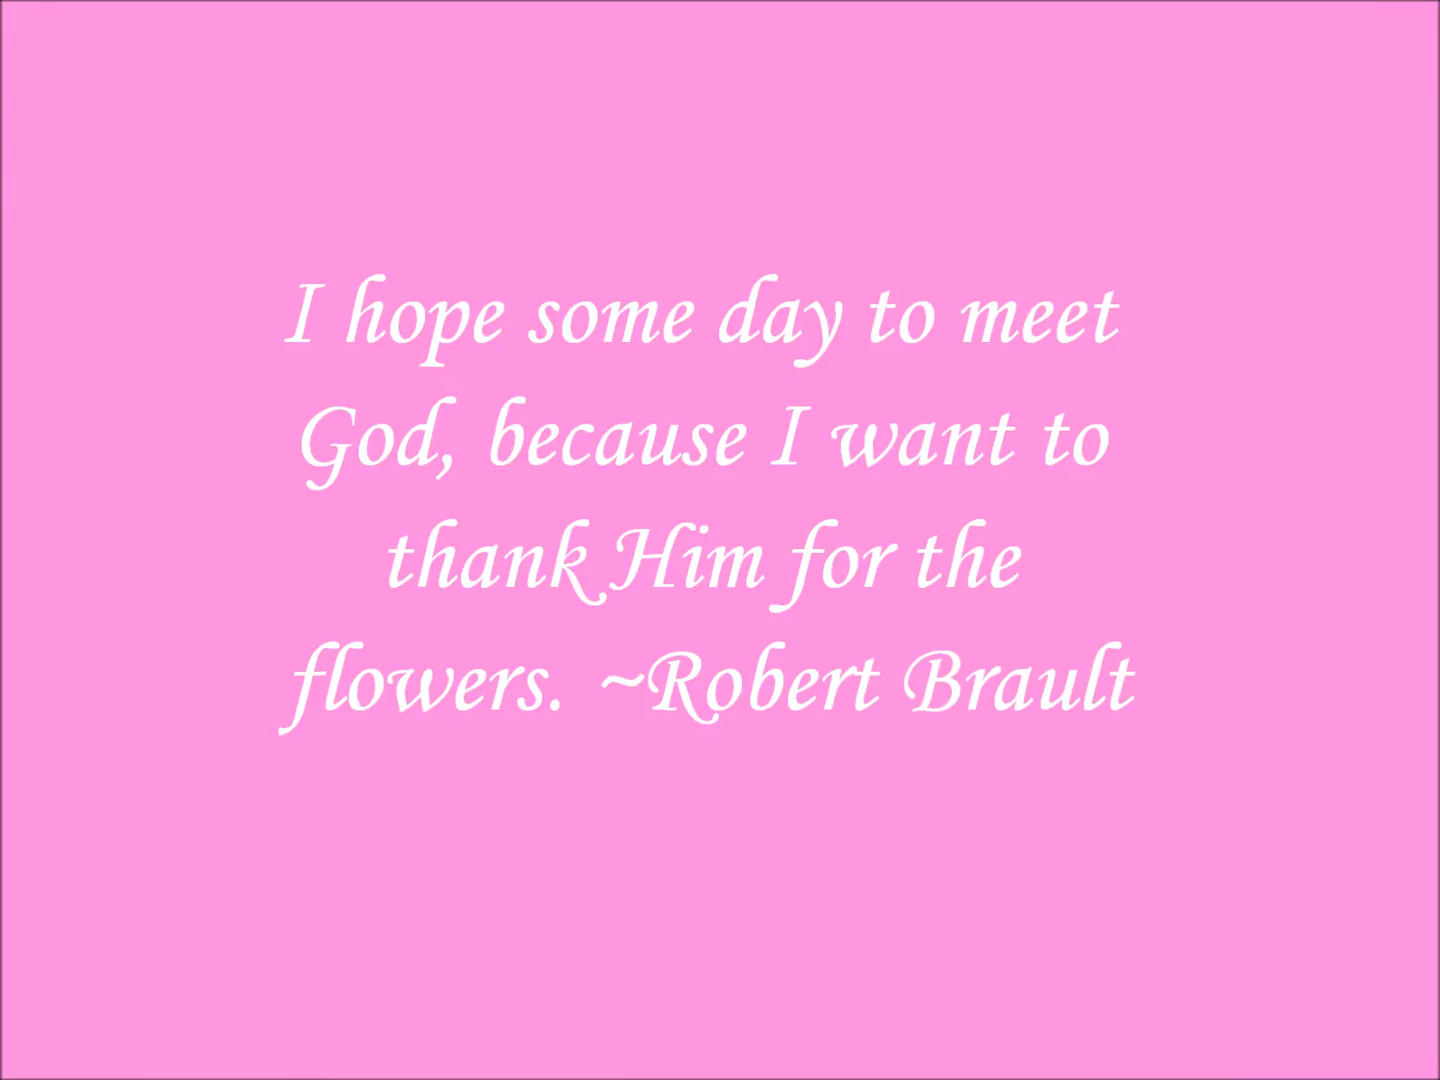 I hope some day to meet
God, because I want to
thank Him for the
flowers. ~Robert Brault